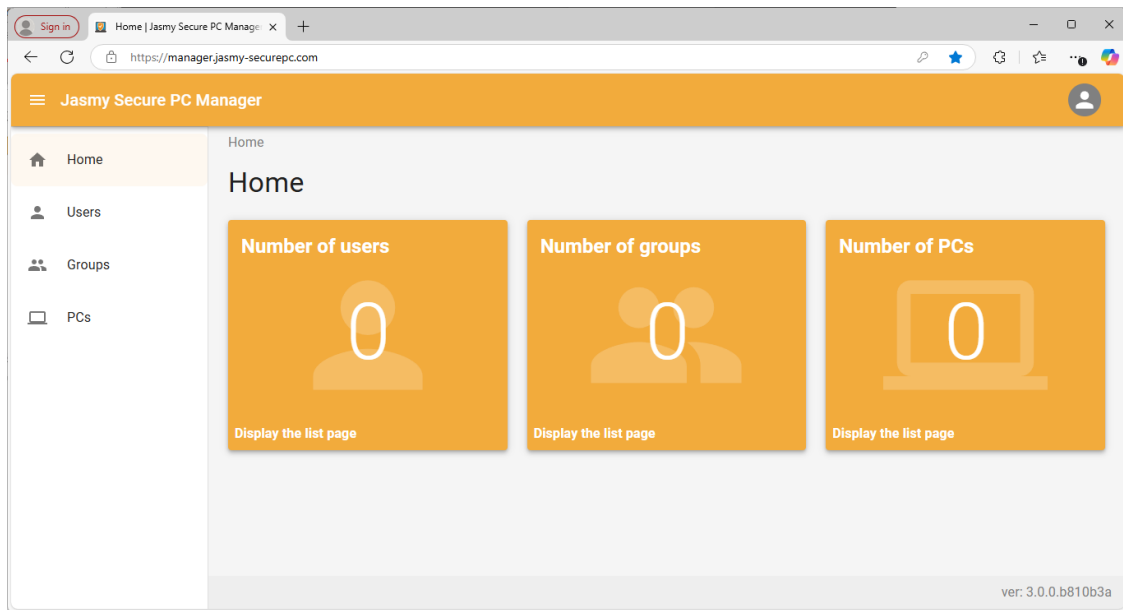 Sign in
Home | Jasmy Secure PC Manage
https://manager.jasmy-securepc.com
Jasmy Secure PC Manager
Home
Users
Groups
PCs
Home
Home
Number of users
0
Display the list page
Number of groups
0
Display the list page
Number of PCs
0
Display the list page
ver: 3.0.0.b810b3a